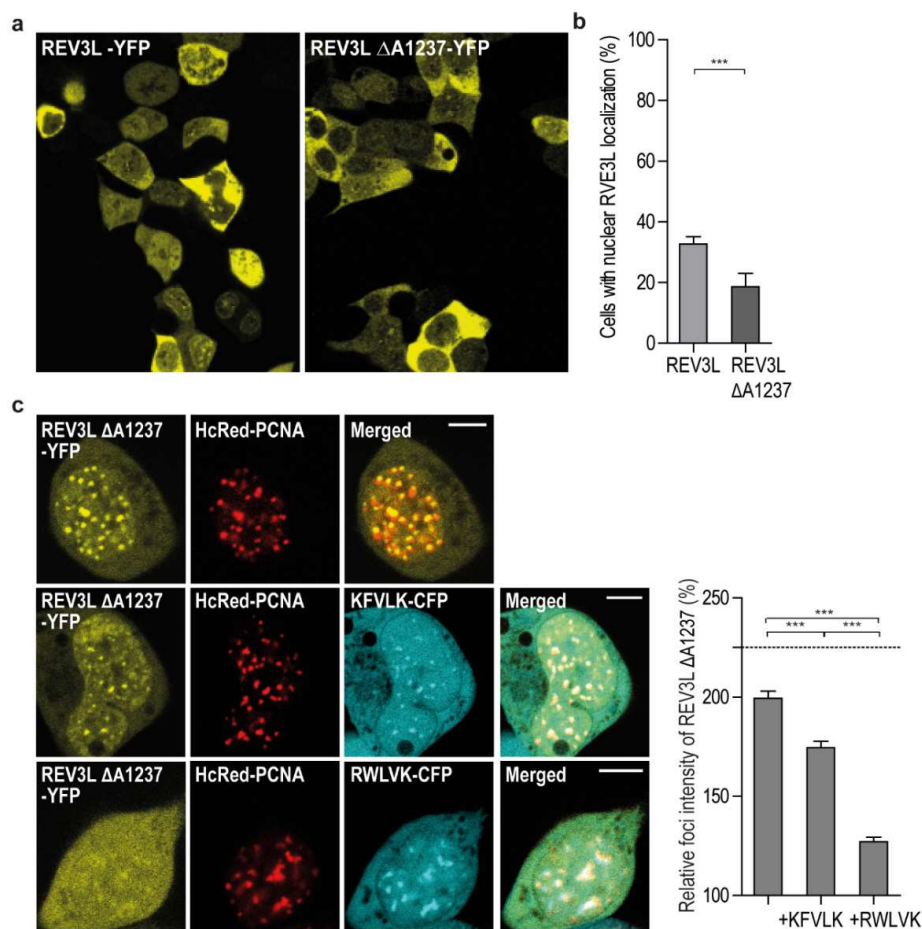 a
REV3L -YFP
REV3L ΔA1237-YFP
b
Cells with nuclear RVE3L localization (%)
100
80
60
40
20
0
***
REV3L
REV3L
ΔA1237
c
REV3L ΔA1237
-YFP
HcRed-PCNA
Merged
REV3L ΔA1237
-YFP
HcRed-PCNA
KFVLK-CFP
Merged
REV3L ΔA1237
-YFP
HcRed-PCNA
RWLVK-CFP
Merged
Relative foci intensity of REV3L ΔA1237 (%)
250
200
150
100
***
***
***
+KFVLK
+RWLVK